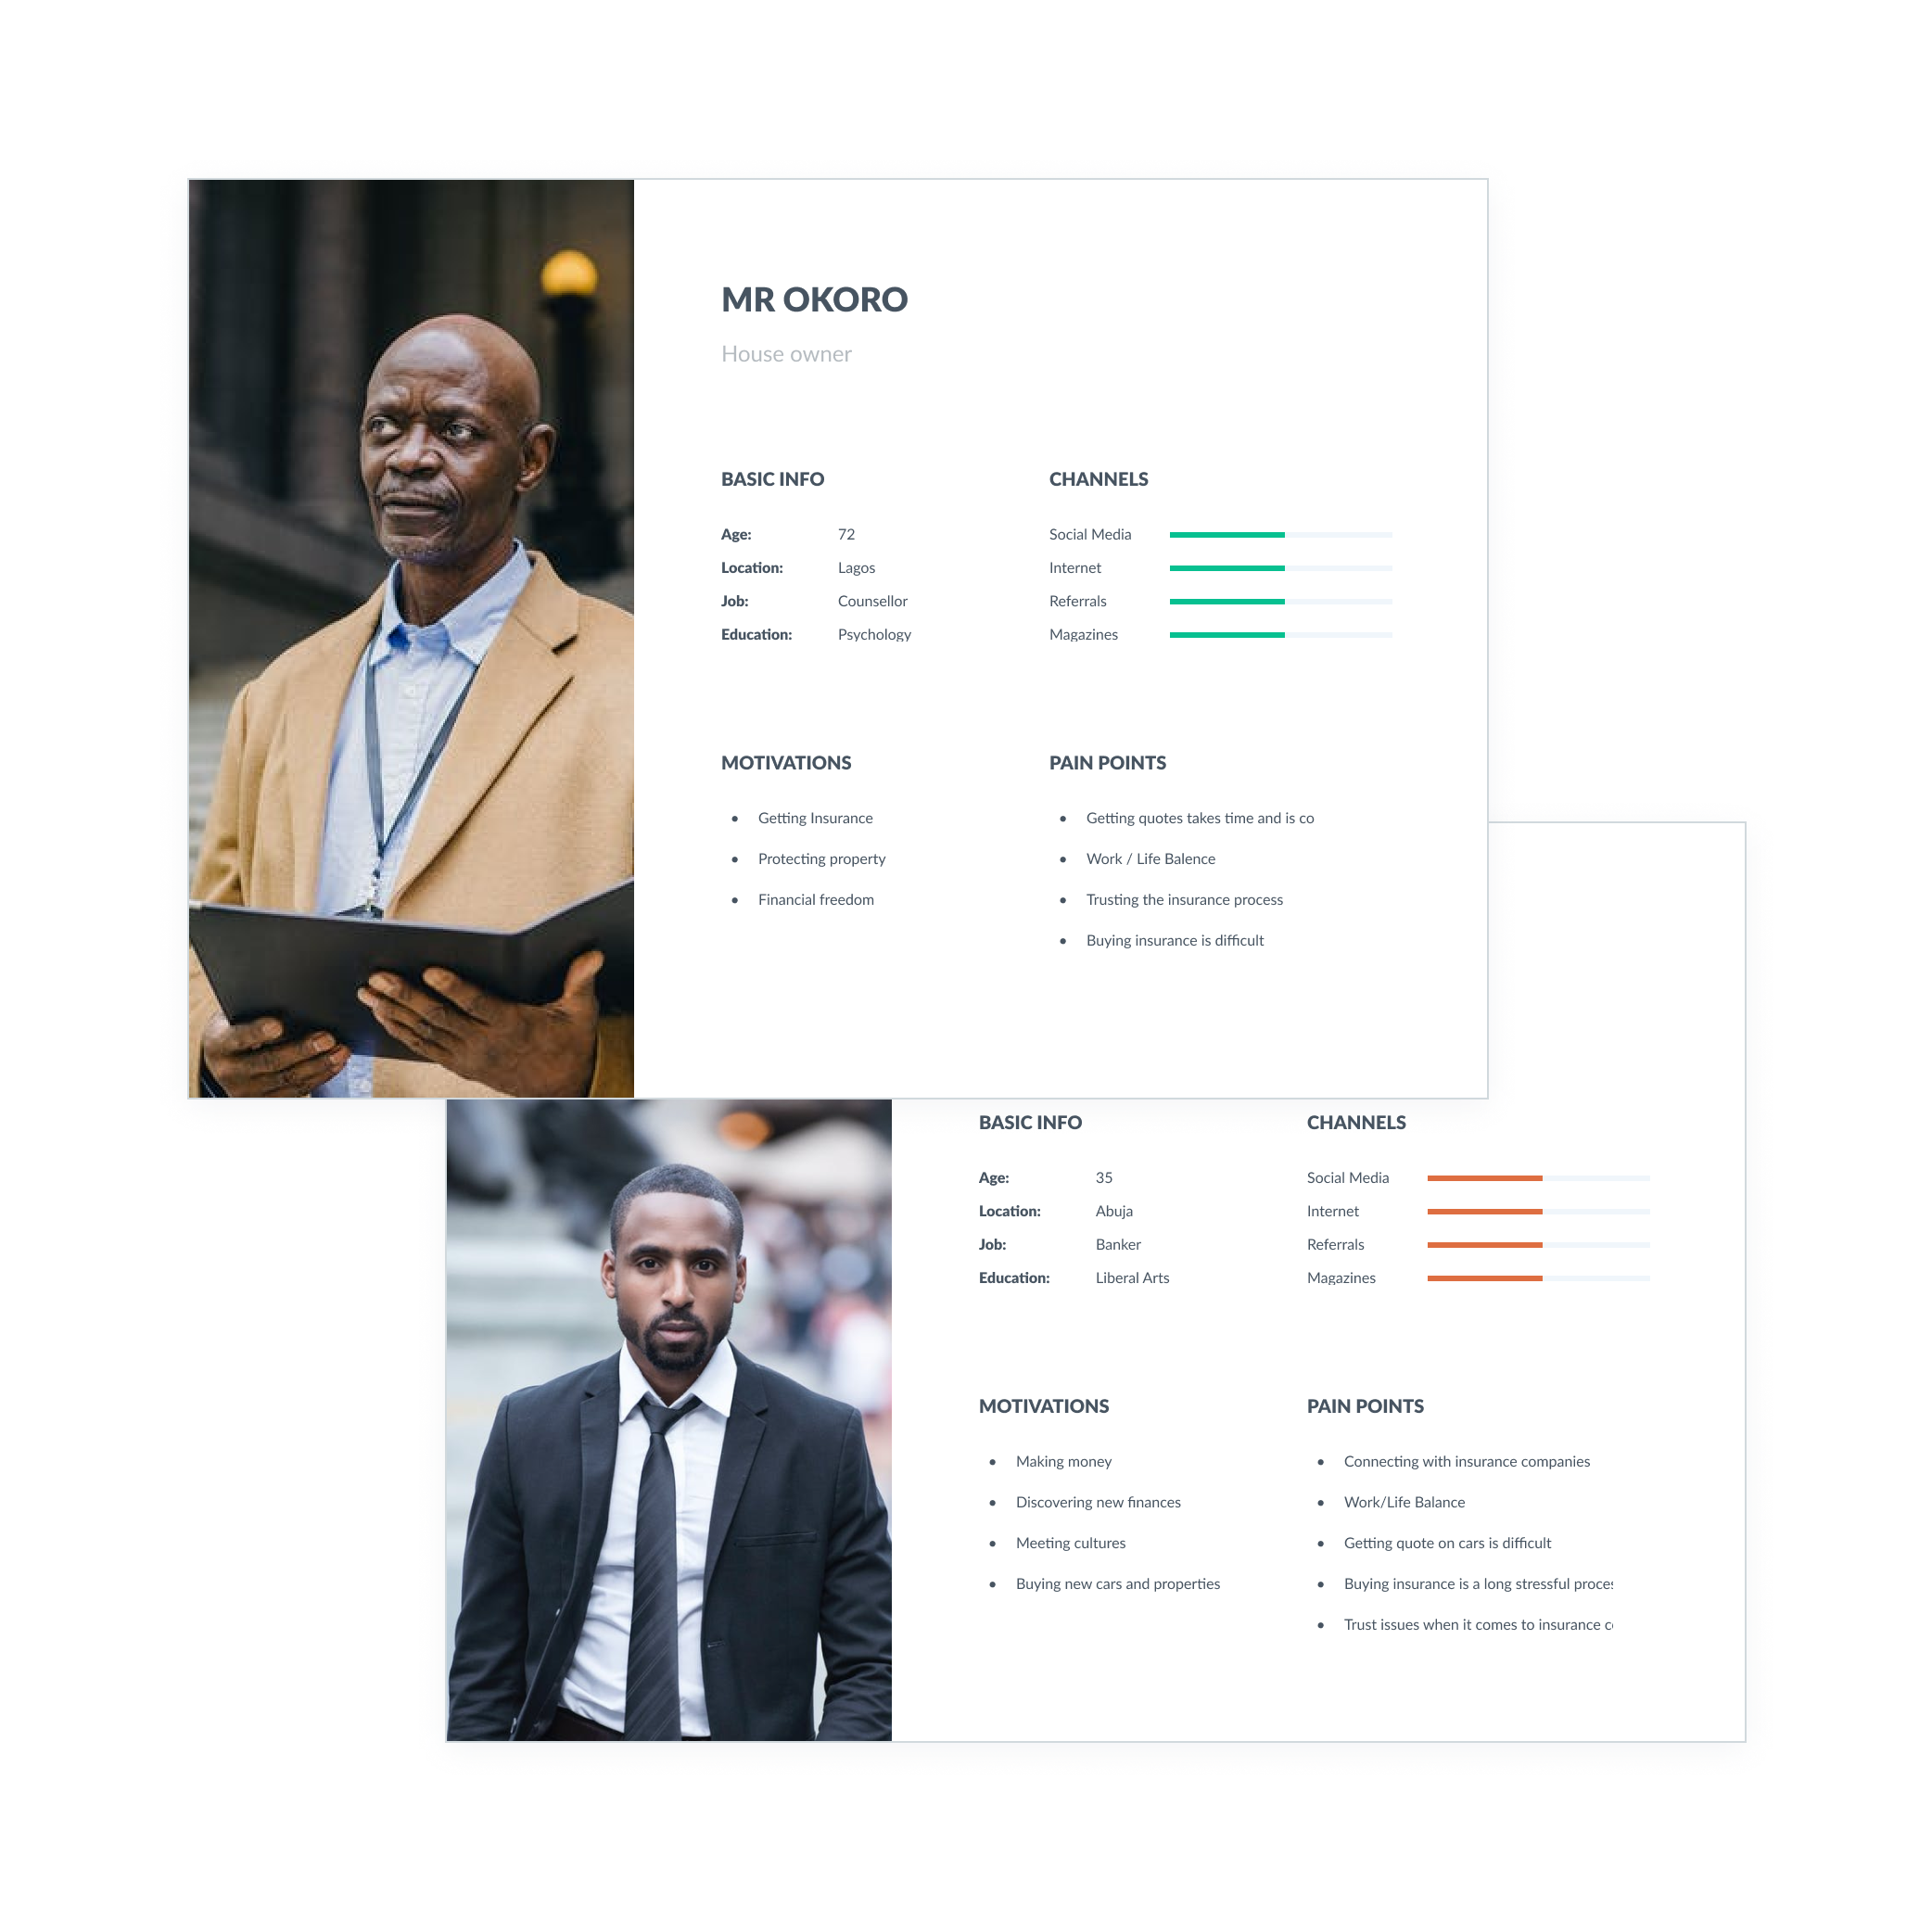 MR OKORO
House owner
BASIC INFO
Age: 72
Location: Lagos
Job: Counsellor
Education: Psychology
CHANNELS
Social Media
Internet
Referrals
Magazines
MOTIVATIONS
• Getting Insurance
• Protecting property
• Financial freedom
PAIN POINTS
• Getting quotes takes time and is co
• Work / Life Balence
• Trusting the insurance process
• Buying insurance is difficult
BASIC INFO
Age: 35
Location: Abuja
Job: Banker
Education: Liberal Arts
CHANNELS
Social Media
Internet
Referrals
Magazines
MOTIVATIONS
• Making money
• Discovering new finances
• Meeting cultures
• Buying new cars and properties
PAIN POINTS
• Connecting with insurance companies
• Work/Life Balance
• Getting quote on cars is difficult
• Buying insurance is a long stressful proces
• Trust issues when it comes to insurance c